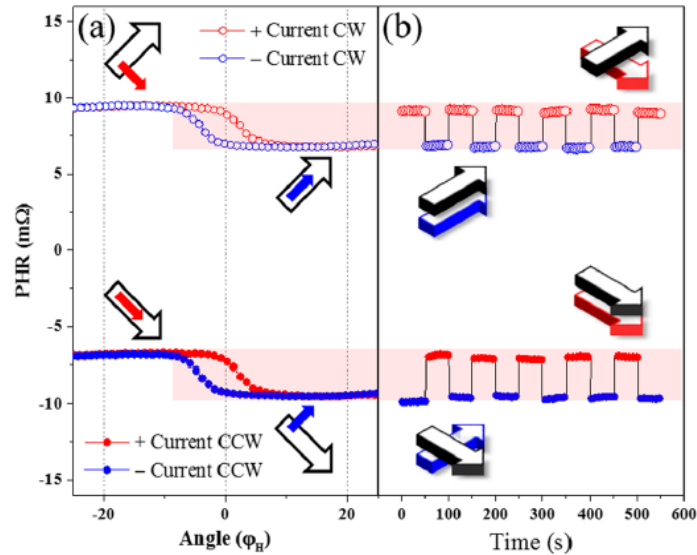 (a)
+ Current CW
– Current CW
(b)
15
10
5
0
-5
-10
-15
PHR (mΩ)
+ Current CCW
– Current CCW
-20
0
20
Angle (φH)
0
100
200
300
400
500
600
Time (s)